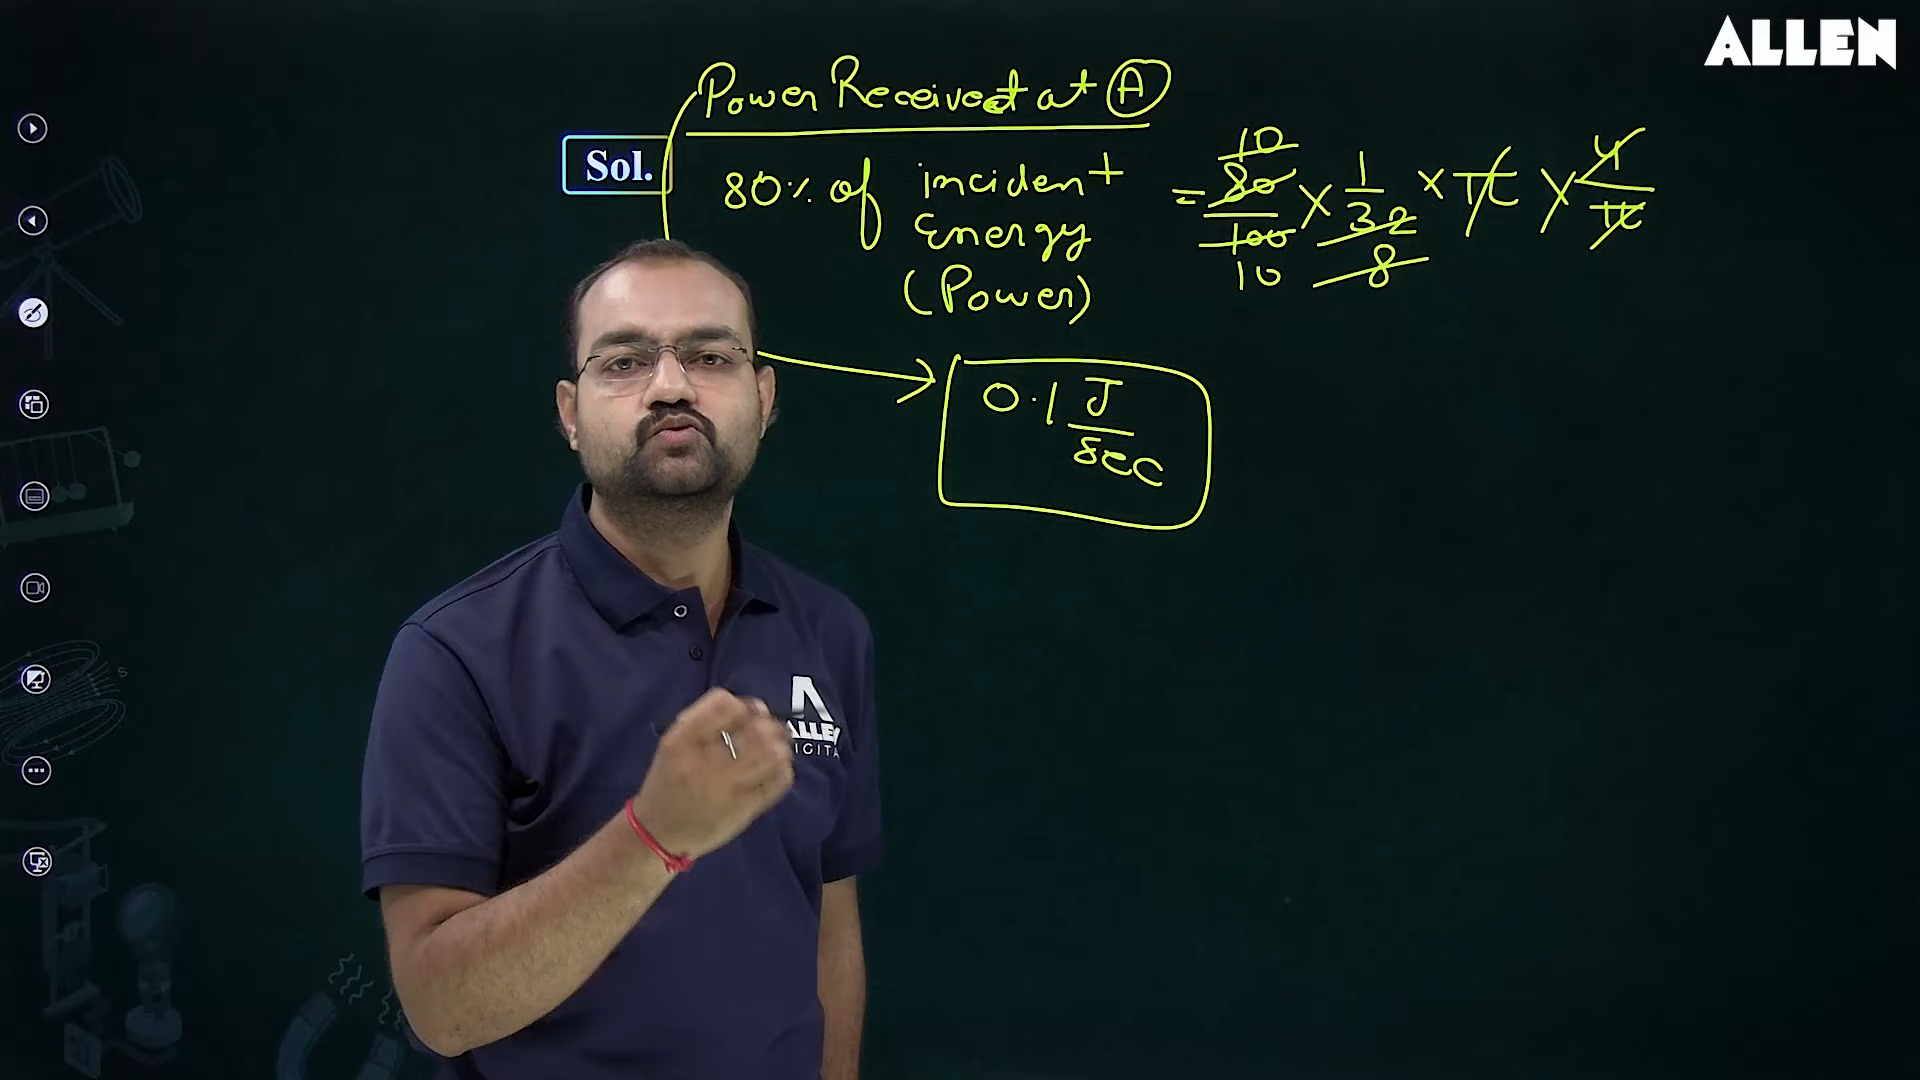 ALLEN
Power Received at A
Sol.
80% of incident Energy (Power)
= 80/100 × 1/32 × π × 4/π
10
10
8
0.1 J/sec
ALLEN
DIGITA
S